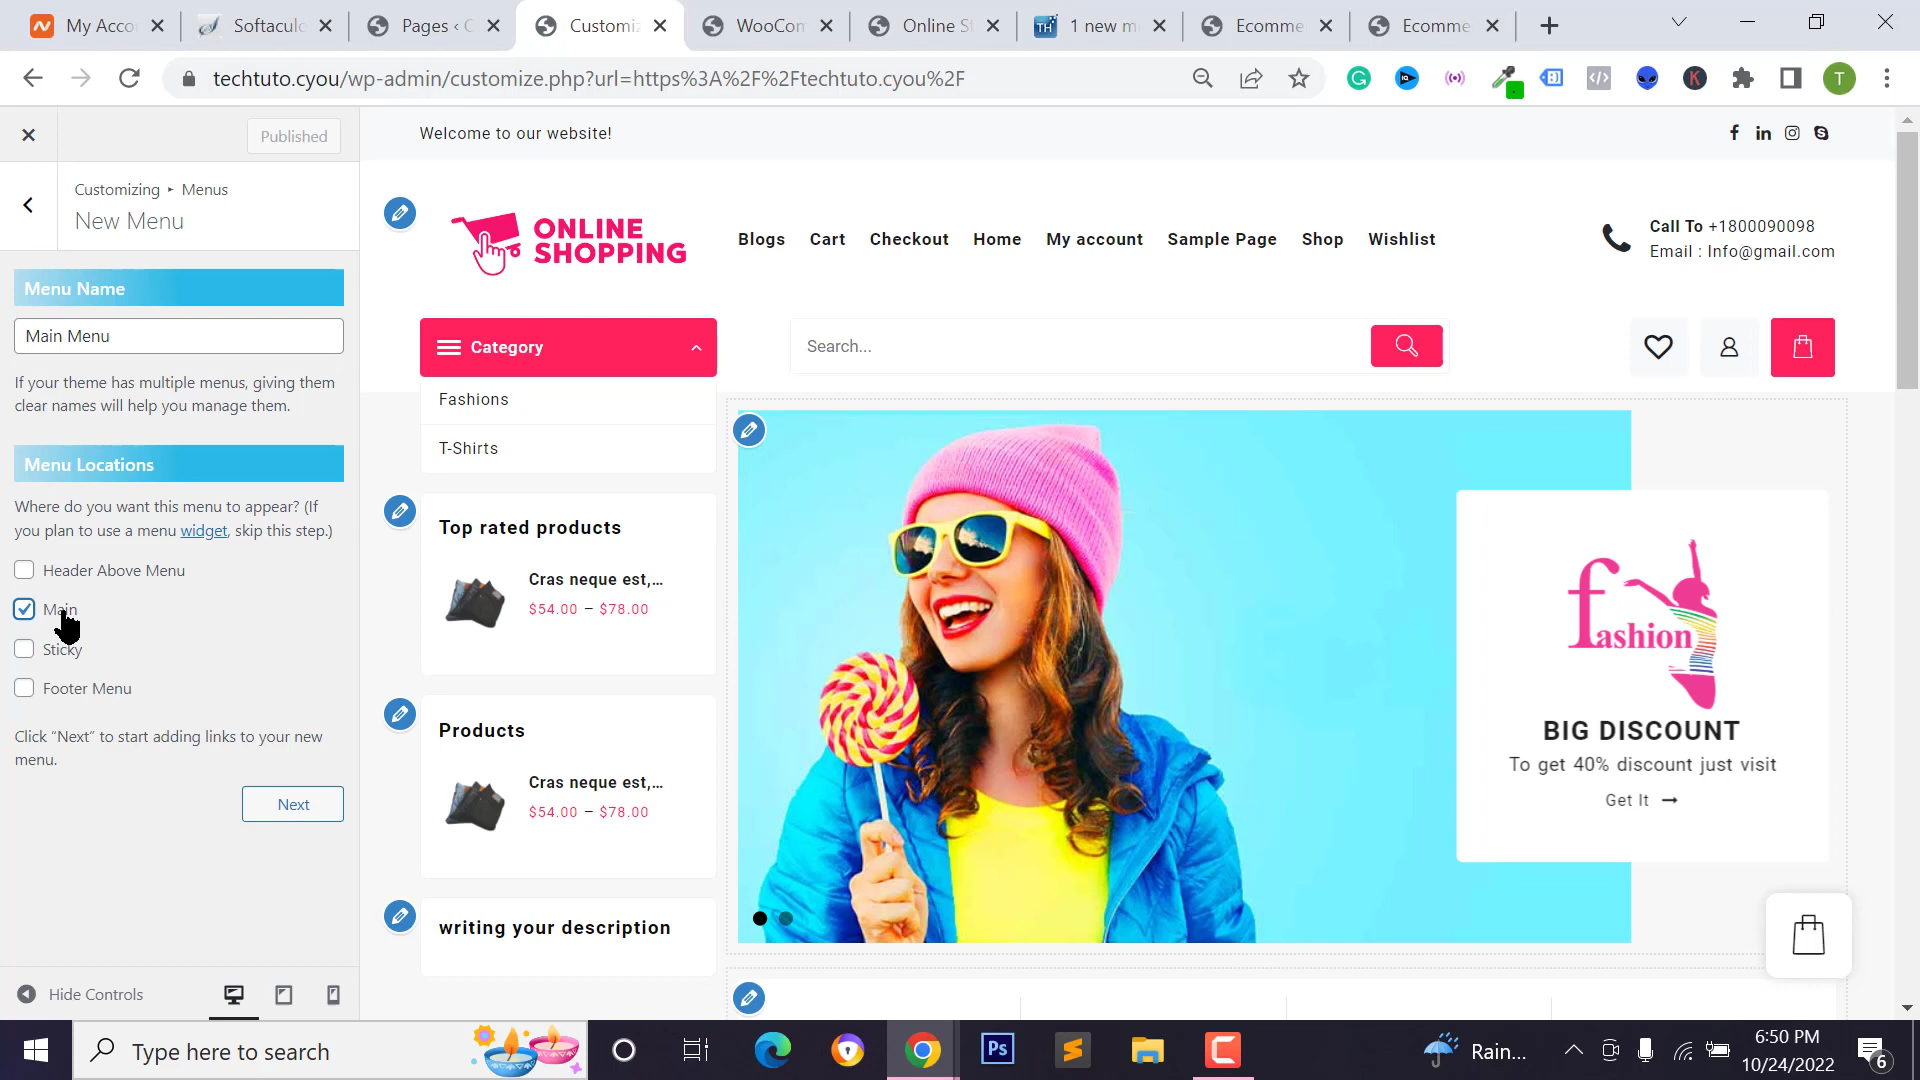 My Acco
Softaculo
Pages ‹ C
Customiz
WooCom
Online St
TH
1 new m
Ecomme
Ecomme
techtuto.cyou/wp-admin/customize.php?url=https%3A%2F%2Ftechtuto.cyou%2F
T
Published
Customizing ▸ Menus
New Menu
Menu Name
Main Menu
If your theme has multiple menus, giving them
clear names will help you manage them.
Menu Locations
Where do you want this menu to appear? (If
you plan to use a menu widget, skip this step.)
Header Above Menu
Main
Sticky
Footer Menu
Click “Next” to start adding links to your new
menu.
Next
Hide Controls
Welcome to our website!
ONLINE
SHOPPING
Blogs Cart Checkout Home My account Sample Page Shop Wishlist
Call To +1800090098
Email : Info@gmail.com
Category
Search...
Fashions
T-Shirts
Top rated products
Cras neque est,...
$54.00 – $78.00
Products
Cras neque est,...
$54.00 – $78.00
writing your description
fashion
BIG DISCOUNT
To get 40% discount just visit
Get It →
Type here to search
Ps
Rain...
6:50 PM
10/24/2022
6